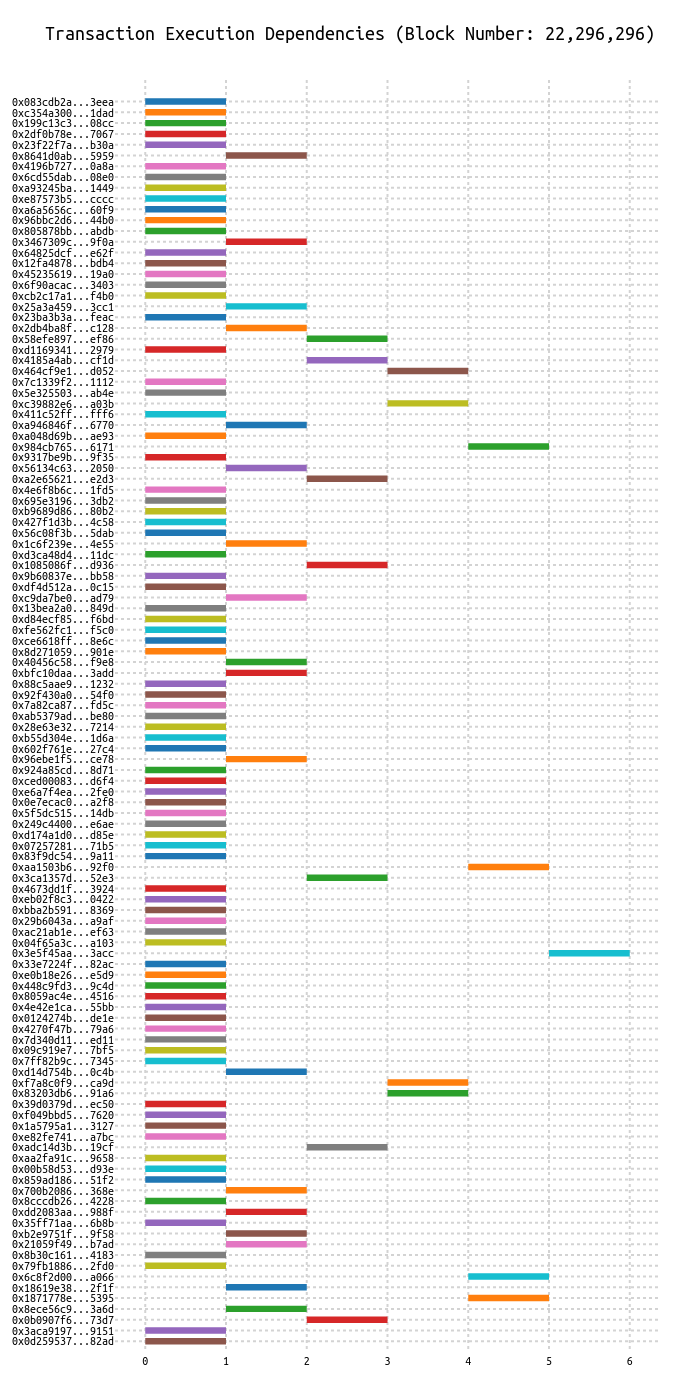 Transaction Execution Dependencies (Block Number: 22,296,296)
0x083cdb2a...3eea
0xc354a300...1dad
0x199c13c3...08cc
0x2df0b78e...7067
0x23f22f7a...b30a
0x8641d0ab...5959
0x4196b727...0a8a
0x6cd55dab...08e0
0xa93245ba...1449
0xe87573b5...cccc
0xa6a5656c...60f9
0x96bbc2d6...44b0
0x805878bb...abdb
0x3467309c...9f0a
0x64825dcf...e62f
0x12fa4878...bdb4
0x45235619...19a0
0x6f90acac...3403
0xcb2c17a1...f4b0
0x25a3a459...3cc1
0x23ba3b3a...feac
0x2db4ba8f...c128
0x58efe897...ef86
0xd1169341...2979
0x4185a4ab...cf1d
0x464cf9e1...d052
0x7c1339f2...1112
0x5e325503...ab4e
0xc39882e6...a03b
0x411c52ff...fff6
0xa946846f...6770
0xa048d69b...ae93
0x984cb765...6171
0x9317be9b...9f35
0x56134c63...2050
0xa2e65621...e2d3
0x4e6f8b6c...1fd5
0x695e3196...3db2
0xb9689d86...80b2
0x427f1d3b...4c58
0x56c08f3b...5dab
0x1c6f239e...4e55
0xd3ca48d4...11dc
0x1085086f...d936
0x9b60837e...bb58
0xdf4d512a...0c15
0xc9da7be0...ad79
0x13bea2a0...849d
0xd84ecf85...f6bd
0xfe562fc1...f5c0
0xce6618ff...8e6c
0x8d271059...901e
0x40456c58...f9e8
0xbfc10daa...3add
0x88c5aae9...1232
0x92f430a0...54f0
0x7a82ca87...fd5c
0xab5379ad...be80
0x28e63e32...7214
0xb55d304e...1d6a
0x602f761e...27c4
0x96ebe1f5...ce78
0x924a85cd...8d71
0xced00083...d6f4
0xe6a7f4ea...2fe0
0x0e7ecac0...a2f8
0x5f5dc515...14db
0x249c4400...e6ae
0xd174a1d0...d85e
0x07257281...71b5
0x83f9dc54...9a11
0xaa1503b6...92f0
0x3ca1357d...52e3
0x4673dd1f...3924
0xeb02f8c3...0422
0xbba2b591...8369
0x29b6043a...a9af
0xac21ab1e...ef63
0x04f65a3c...a103
0x3e5f45aa...3acc
0x33e7224f...82ac
0xe0b18e26...e5d9
0x448c9fd3...9c4d
0x8059ac4e...4516
0x4e42e1ca...55bb
0x0124274b...de1e
0x4270f47b...79a6
0x7d340d11...ed11
0x09c919e7...7bf5
0x7ff82b9c...7345
0xd14d754b...0c4b
0xf7a8c0f9...ca9d
0x83203db6...91a6
0x39d0379d...ec50
0xf049bbd5...7620
0x1a5795a1...3127
0xe82fe741...a7bc
0xadc14d3b...19cf
0xaa2fa91c...9658
0x00b58d53...d93e
0x859ad186...51f2
0x700b2086...368e
0x8cccdb26...4228
0xdd2083aa...988f
0x35ff71aa...6b8b
0xb2e9751f...9f58
0x21059f49...b7ad
0x8b30c161...4183
0x79fb1886...2fd0
0x6c8f2d00...a066
0x18619e38...2f1f
0x1871778e...5395
0x8ece56c9...3a6d
0x0b0907f6...73d7
0x3aca9197...9151
0x0d259537...82ad
0 1 2 3 4 5 6